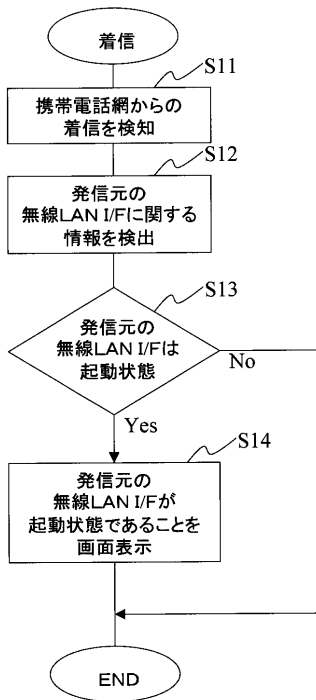 着信
S11
携帯電話網からの
着信を検知
S12
発信元の
無線LAN I/Fに関する
情報を検出
S13
発信元の
無線LAN I/Fは
起動状態
No
Yes
S14
発信元の
無線LAN I/Fが
起動状態であることを
画面表示
END